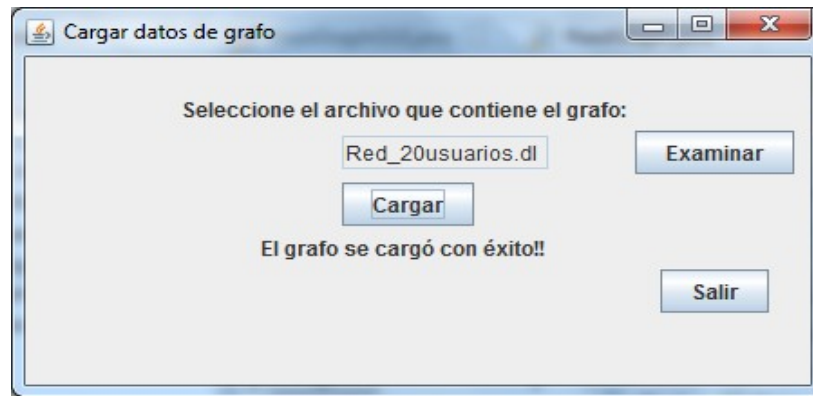 Cargar datos de grafo
Seleccione el archivo que contiene el grafo:
Red_20usuarios.dl
Examinar
Cargar
El grafo se cargó con éxito!!
Salir